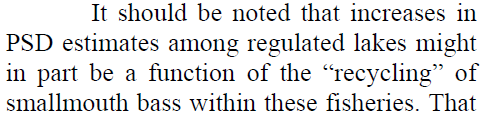 It should be noted that increases in
PSD estimates among regulated lakes might
in part be a function of the “recycling” of
smallmouth bass within these fisheries. That